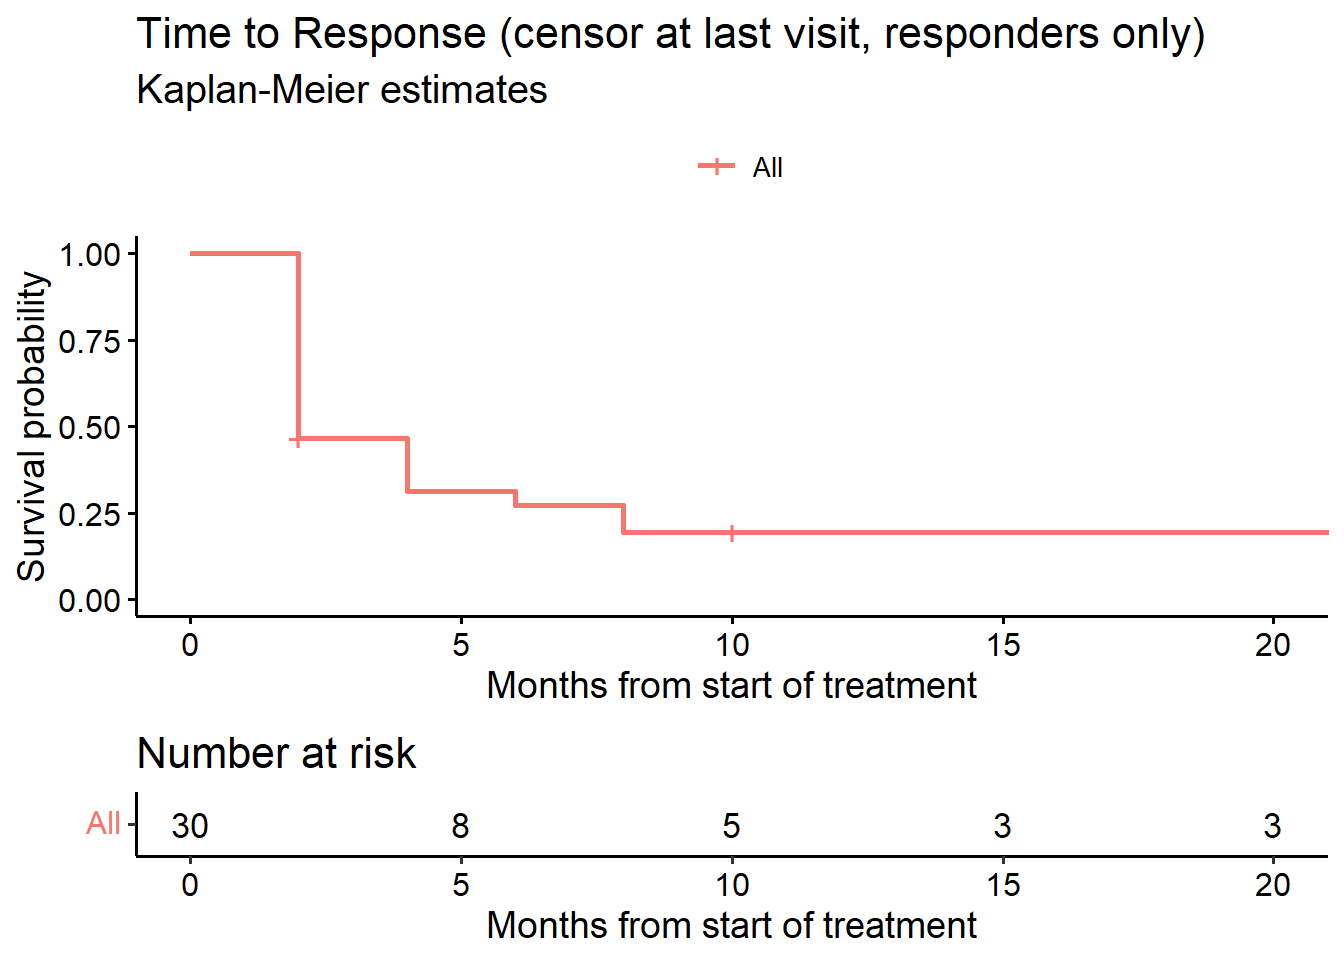 Time to Response (censor at last visit, responders only)
Kaplan-Meier estimates
All
Survival probability
1.00
0.75
0.50
0.25
0.00
0 5 10 15 20
Months from start of treatment
Number at risk
All 30 8 5 3 3
0 5 10 15 20
Months from start of treatment